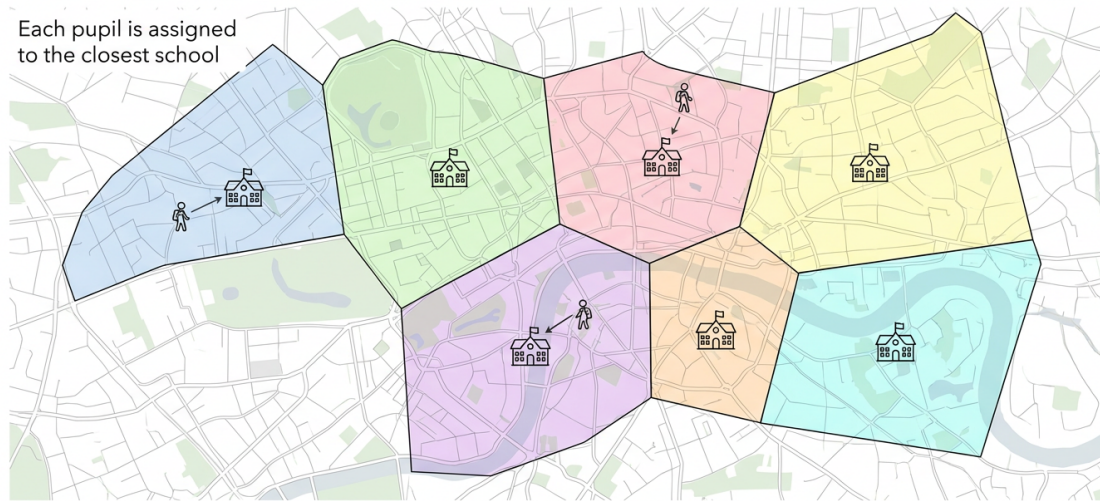 Each pupil is assigned
to the closest school